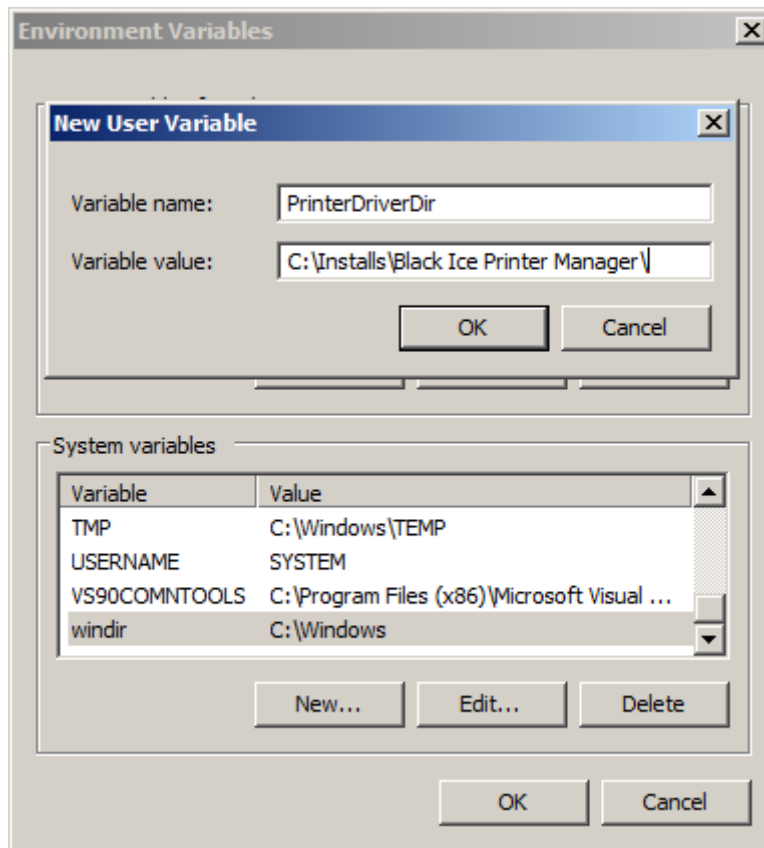 Environment Variables
New User Variable
Variable name: PrinterDriverDir
Variable value: C:\Installs\Black Ice Printer Manager\
OK Cancel
System variables
Variable Value
TMP C:\Windows\TEMP
USERNAME SYSTEM
VS90COMNTOOLS C:\Program Files (x86)\Microsoft Visual ...
windir C:\Windows
New... Edit... Delete
OK Cancel